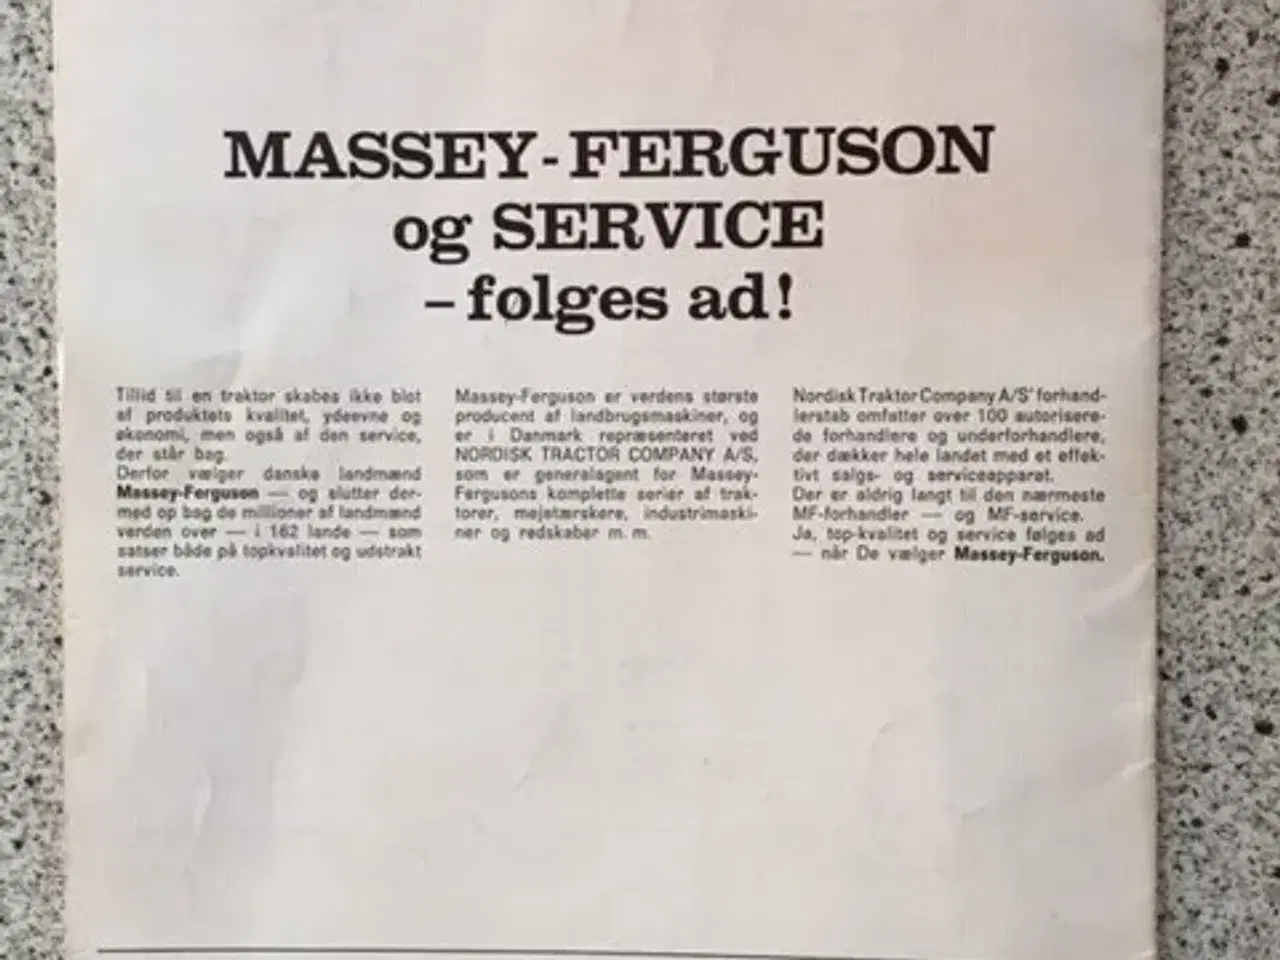 MASSEY-FERGUSON
og SERVICE
– følges ad!
Tillid til en traktor skabes ikke blot
af produktets kvalitet, ydeevne og
økonomi, men også af den service,
der står bag.
Derfor vælger danske landmænd
Massey-Ferguson — og slutter der-
med op bag de millioner af landmænd
verden over — i 162 lande — som
satser både på topkvalitet og udstrakt
service.
Massey-Ferguson er verdens største
producent af landbrugsmaskiner, og
er i Danmark repræsenteret ved
NORDISK TRACTOR COMPANY A/S,
som er generalagent for Massey-
Fergusons komplette serier af trak-
torer, mejetærskere, industrimaski-
ner og redskaber m. m.
Nordisk Traktor Company A/S' forhand-
lerstab omfatter over 100 autorisere-
de forhandlere og underforhandlere,
der dækker hele landet med et effek-
tivt salgs- og serviceapparat.
Der er aldrig langt til den nærmeste
MF-forhandler — og MF-service.
Ja, top-kvalitet og service følges ad
— når De vælger Massey-Ferguson.